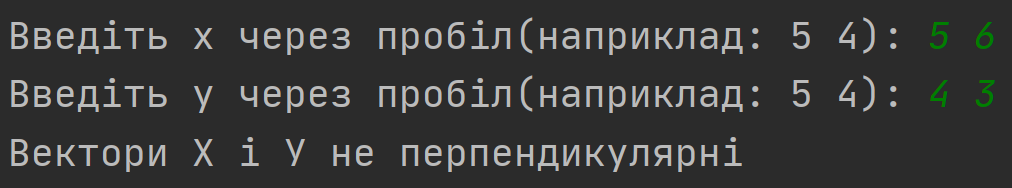 Введіть x через пробіл(наприклад: 5 4): 5 6
Введіть y через пробіл(наприклад: 5 4): 4 3
Вектори X і Y не перпендикулярні